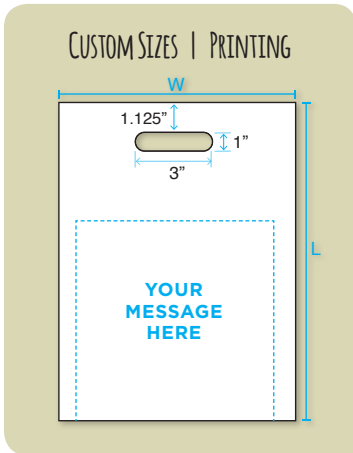 Custom Sizes | Printing
W
1.125”
1”
3”
L
YOUR
MESSAGE
HERE